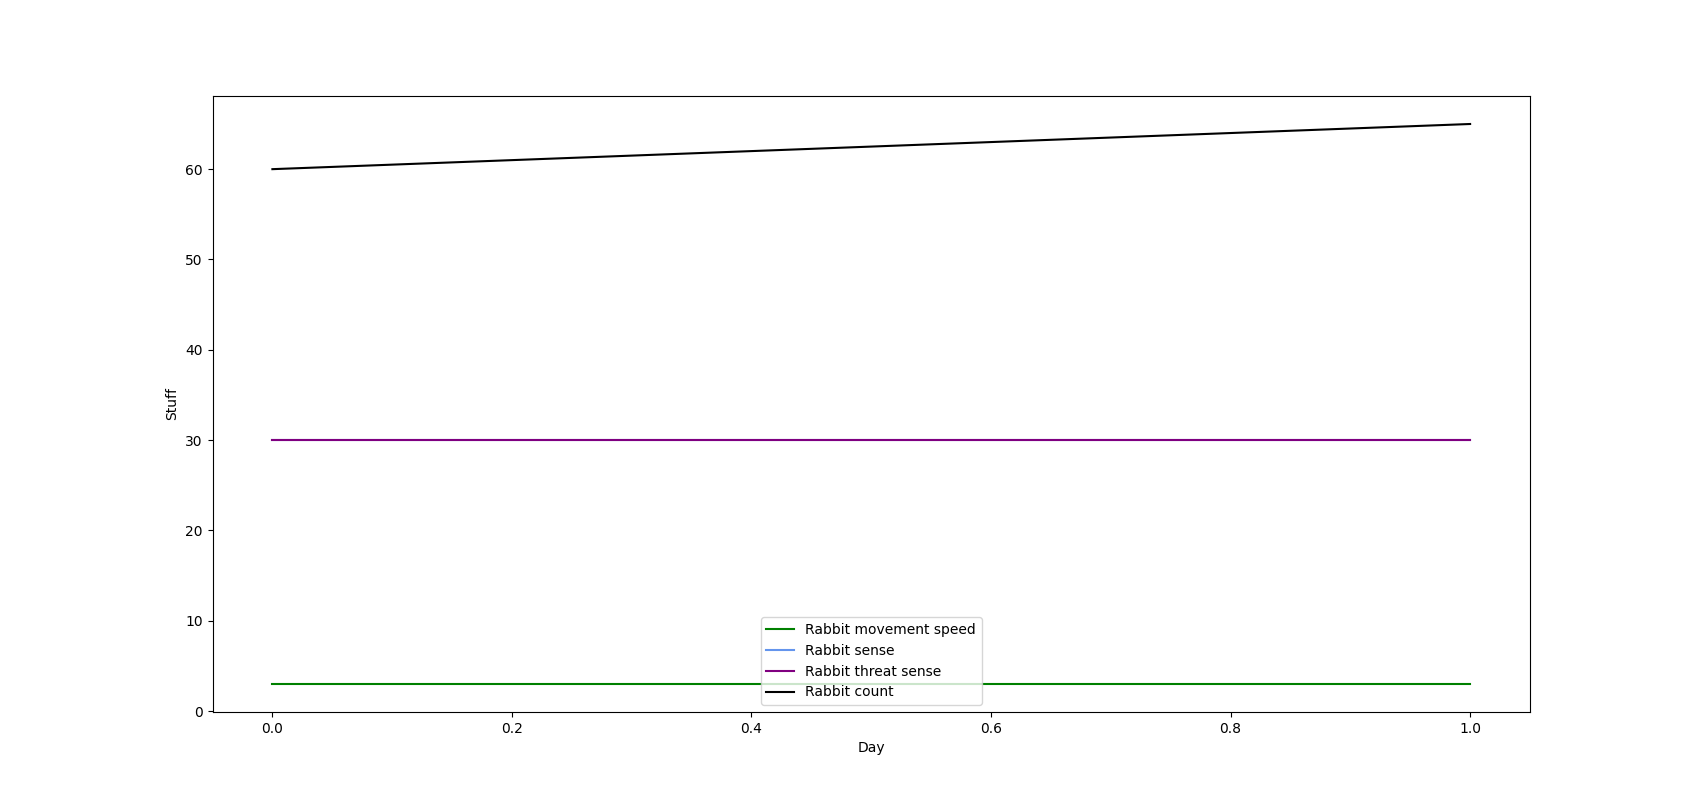 60
50
40
30
20
10
0
Stuff
Rabbit movement speed
Rabbit sense
Rabbit threat sense
Rabbit count
0.0 0.2 0.4 0.6 0.8 1.0
Day